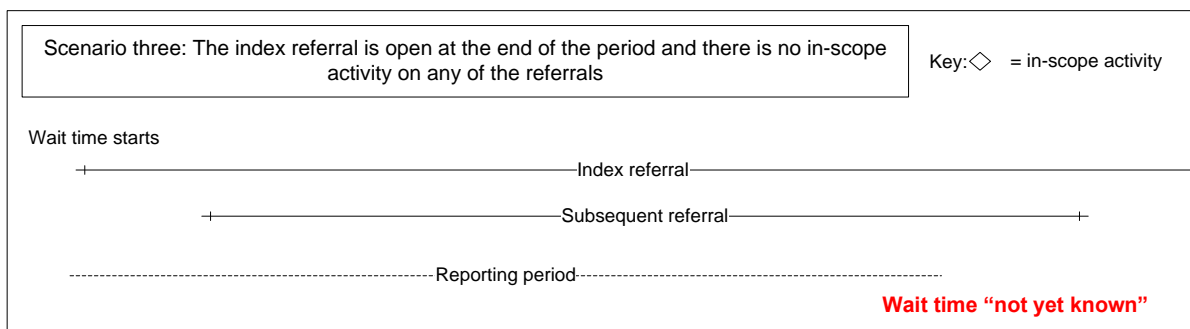 Scenario three: The index referral is open at the end of the period and there is no in-scope
activity on any of the referrals
Key: = in-scope activity
Wait time starts
Index referral
Subsequent referral
Reporting period
Wait time “not yet known”